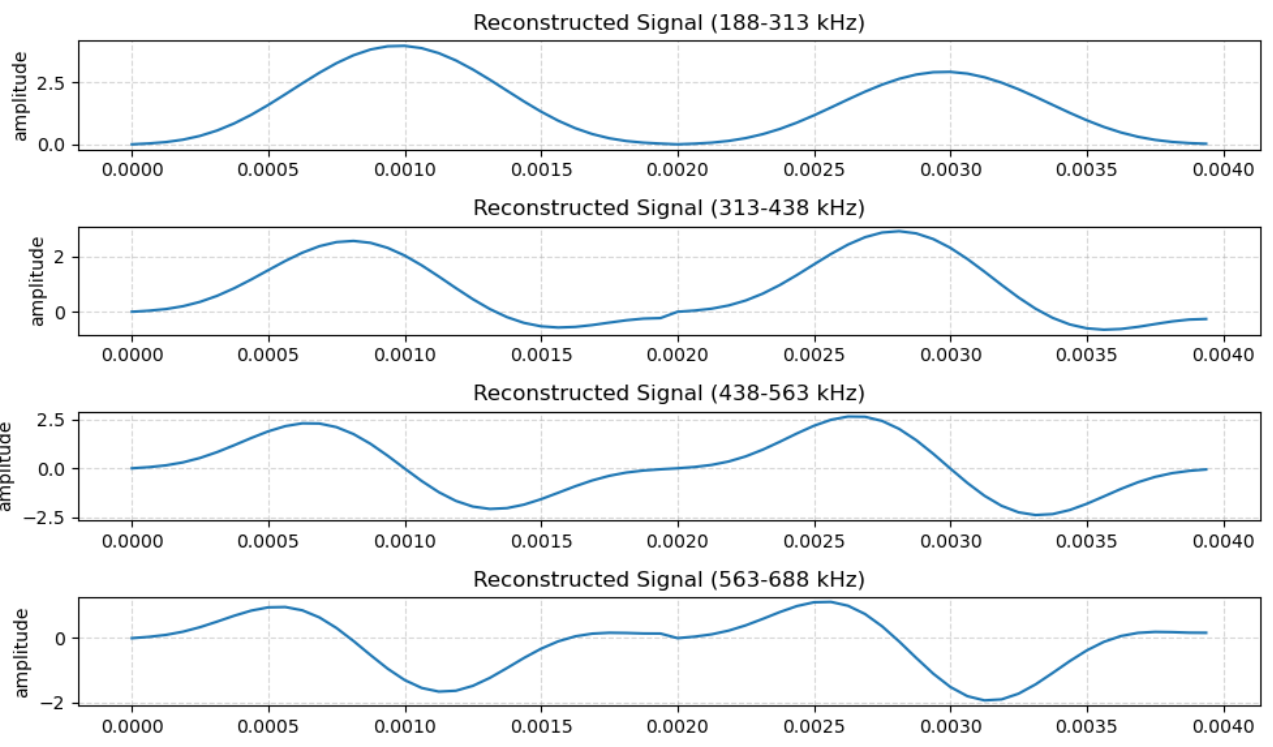 Reconstructed Signal (188-313 kHz)
amplitude
2.5
0.0
0.0000 0.0005 0.0010 0.0015 0.0020 0.0025 0.0030 0.0035 0.0040
Reconstructed Signal (313-438 kHz)
amplitude
2
0
0.0000 0.0005 0.0010 0.0015 0.0020 0.0025 0.0030 0.0035 0.0040
Reconstructed Signal (438-563 kHz)
amplitude
2.5
0.0
−2.5
0.0000 0.0005 0.0010 0.0015 0.0020 0.0025 0.0030 0.0035 0.0040
Reconstructed Signal (563-688 kHz)
amplitude
0
−2
0.0000 0.0005 0.0010 0.0015 0.0020 0.0025 0.0030 0.0035 0.0040